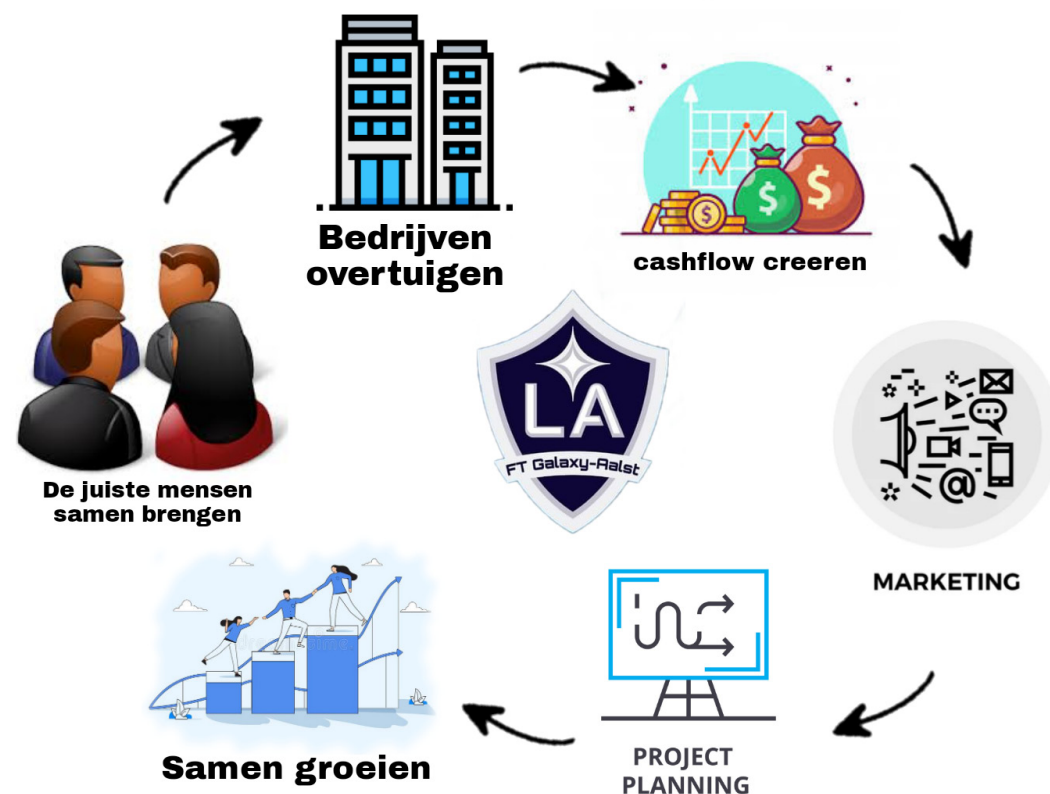 Bedrijven
overtuigen
cashflow creeren
De juiste mensen
samen brengen
LA
FT Galaxy-Aalst
MARKETING
PROJECT
PLANNING
Samen groeien